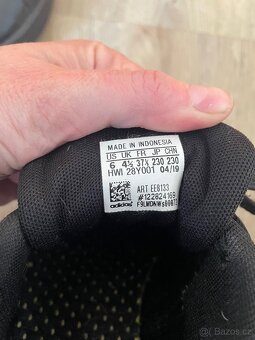 MADE IN INDONESIA
US UK FR JP CHN
6 4½ 37⅓ 230 230
HWI 28Y001 04/19
ART EE8133
#122824169
adidas
Bazos.cz